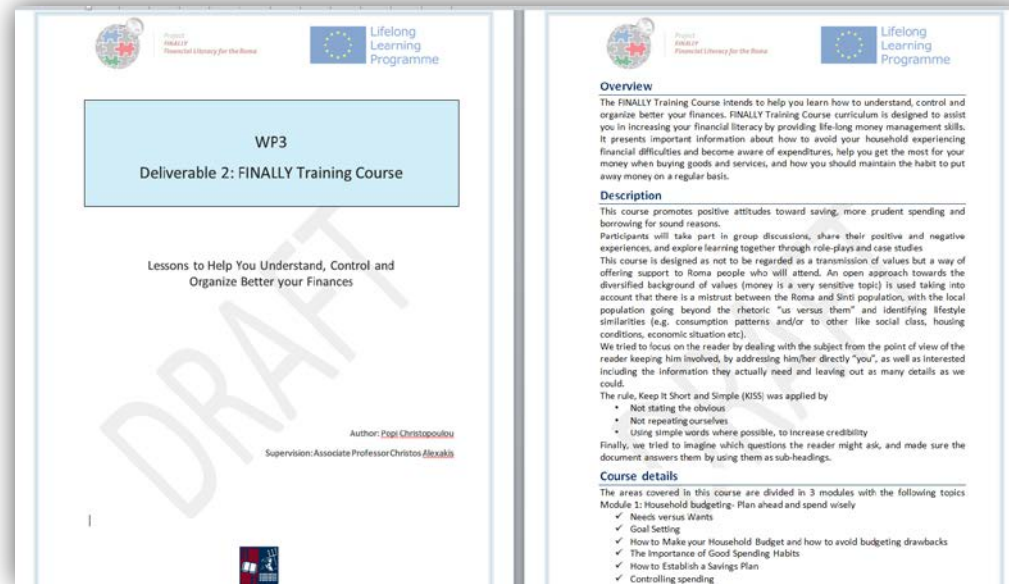 Project
FINALLY
Financial Literacy for the Roma
Lifelong
Learning
Programme
WP3
Deliverable 2: FINALLY Training Course
Lessons to Help You Understand, Control and
Organize Better your Finances
DRAFT
Author: Pepi Christopoulou
Supervision: Associate Professor Christos Alexakis
Project
FINALLY
Financial Literacy for the Roma
Lifelong
Learning
Programme
Overview
The FINALLY Training Course intends to help you learn how to understand, control and
organize better your finances. FINALLY Training Course curriculum is designed to assist
you in increasing your financial literacy by providing life-long money management skills.
It presents important information about how to avoid your household experiencing
financial difficulties and become aware of expenditures, help you get the most for your
money when buying goods and services, and how you should maintain the habit to put
away money on a regular basis.
Description
This course promotes positive attitudes toward saving, more prudent spending and
borrowing for sound reasons.
Participants will take part in group discussions, share their positive and negative
experiences, and explore learning together through role-plays and case studies
This course is designed as not to be regarded as a transmission of values but a way of
offering support to Roma people who will attend. An open approach towards the
diversified background of values (money is a very sensitive topic) is used taking into
account that there is a mistrust between the Roma and Sinti population, with the local
population going beyond the rhetoric "us versus them" and identifying lifestyle
similarities (e.g. consumption patterns and/or to other like social class, housing
conditions, economic situation etc).
We tried to focus on the reader by dealing with the subject from the point of view of the
reader keeping him involved, by addressing him/her directly "you", as well as interested
including the information they actually need and leaving out as many details as we
could.
The rule, Keep It Short and Simple (KISS) was applied by
• Not stating the obvious
• Not repeating ourselves
• Using simple words where possible, to increase credibility
Finally, we tried to imagine which questions the reader might ask, and made sure the
document answers them by using them as sub-headings.
DRAFT
Course details
The areas covered in this course are divided in 3 modules with the following topics
Module 1: Household budgeting- Plan ahead and spend wisely
✓ Needs versus Wants
✓ Goal Setting
✓ How to Make your Household Budget and how to avoid budgeting drawbacks
✓ The Importance of Good Spending Habits
✓ How to Establish a Savings Plan
✓ Controlling spending